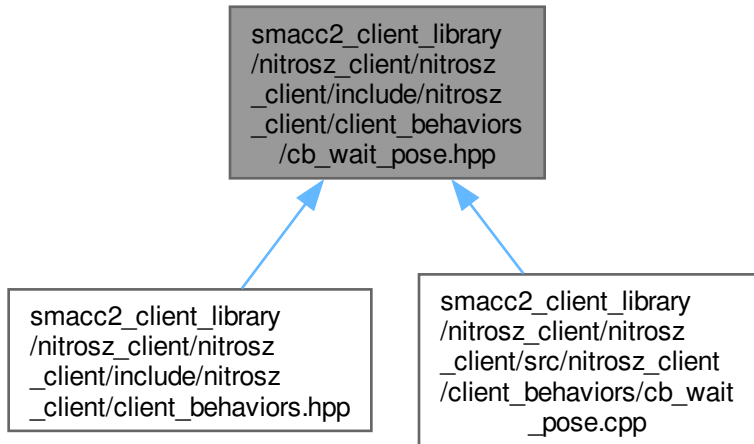 smacc2_client_library
/nitrosz_client/nitrosz
_client/include/nitrosz
_client/client_behaviors
/cb_wait_pose.hpp
smacc2_client_library
/nitrosz_client/nitrosz
_client/include/nitrosz
_client/client_behaviors.hpp
smacc2_client_library
/nitrosz_client/nitrosz
_client/src/nitrosz_client
/client_behaviors/cb_wait
_pose.cpp